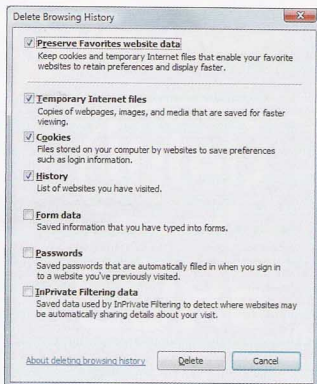 Delete Browsing History
Preserve Favorites website data
Keep cookies and temporary Internet files that enable your favorite
websites to retain preferences and display faster.
Temporary Internet files
Copies of webpages, images, and media that are saved for faster
viewing.
Cookies
Files stored on your computer by websites to save preferences
such as login information.
History
List of websites you have visited.
Form data
Saved information that you have typed into forms.
Passwords
Saved passwords that are automatically filled in when you sign in
to a website you've previously visited.
InPrivate Filtering data
Saved data used by InPrivate Filtering to detect where websites may
be automatically sharing details about your visit.
About deleting browsing history Delete Cancel